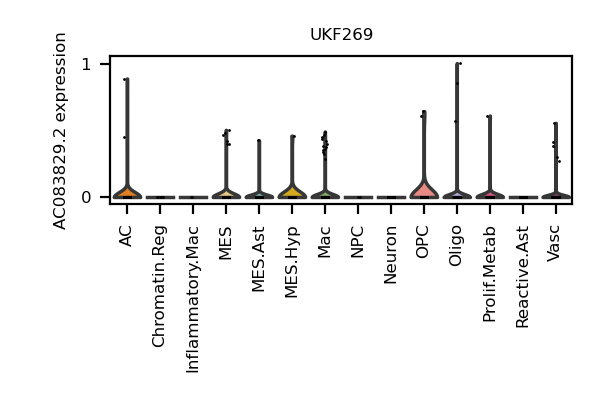 UKF269
AC083829.2 expression
1
0
AC
Chromatin.Reg
Inflammatory.Mac
MES
MES.Ast
MES.Hyp
Mac
NPC
Neuron
OPC
Oligo
Prolif.Metab
Reactive.Ast
Vasc